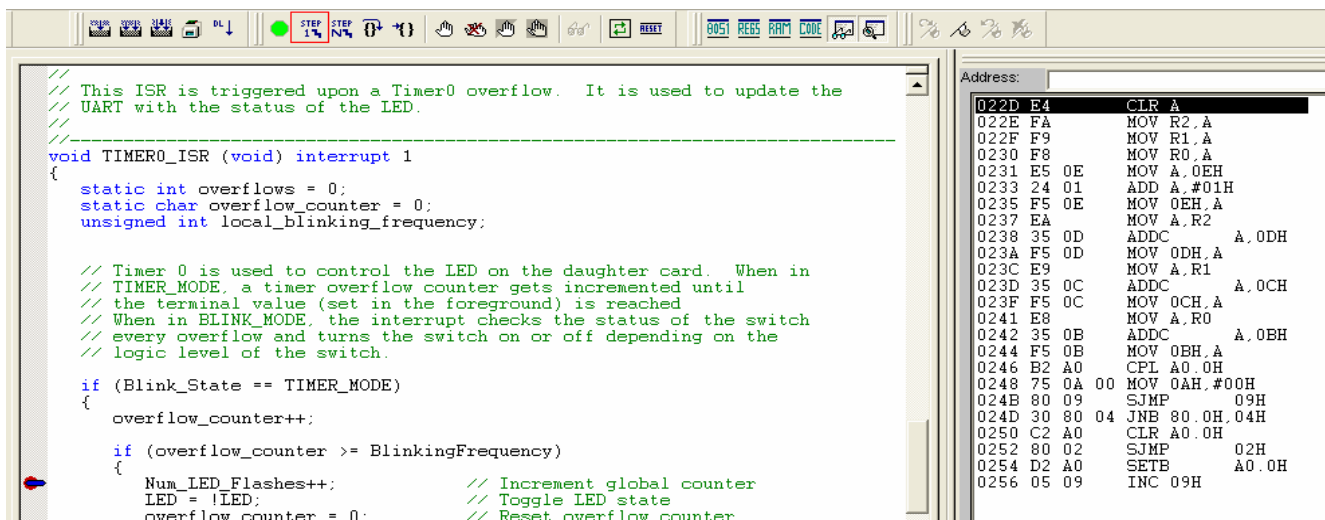 DL
STEP 1 STEP N
RESET
8051 REGS RAM CODE
//
// This ISR is triggered upon a Timer0 overflow.  It is used to update the
// UART with the status of the LED.
//
//-----------------------------------------------------------------------------
void TIMER0_ISR (void) interrupt 1
{
   static int overflows = 0;
   static char overflow_counter = 0;
   unsigned int local_blinking_frequency;
   // Timer 0 is used to control the LED on the daughter card.  When in
   // TIMER_MODE, a timer overflow counter gets incremented until
   // the terminal value (set in the foreground) is reached
   // When in BLINK_MODE, the interrupt checks the status of the switch
   // every overflow and turns the switch on or off depending on the
   // logic level of the switch.
   if (Blink_State == TIMER_MODE)
   {
      overflow_counter++;
      if (overflow_counter >= BlinkingFrequency)
      {
         Num_LED_Flashes++;             // Increment global counter
         LED = !LED;                    // Toggle LED state
         overflow_counter = 0;          // Reset overflow counter
Address:
022D E4       CLR A
022E FA       MOV R2,A
022F F9       MOV R1,A
0230 F8       MOV R0,A
0231 E5 0E    MOV A,0EH
0233 24 01    ADD A,#01H
0235 F5 0E    MOV 0EH,A
0237 EA       MOV A,R2
0238 35 0D    ADDC      A,0DH
023A F5 0D    MOV 0DH,A
023C E9       MOV A,R1
023D 35 0C    ADDC      A,0CH
023F F5 0C    MOV 0CH,A
0241 E8       MOV A,R0
0242 35 0B    ADDC      A,0BH
0244 F5 0B    MOV 0BH,A
0246 B2 A0    CPL A0.0H
0248 75 0A 00 MOV 0AH,#00H
024B 80 09    SJMP      09H
024D 30 80 04 JNB 80.0H,04H
0250 C2 A0    CLR A0.0H
0252 80 02    SJMP      02H
0254 D2 A0    SETB      A0.0H
0256 05 09    INC 09H